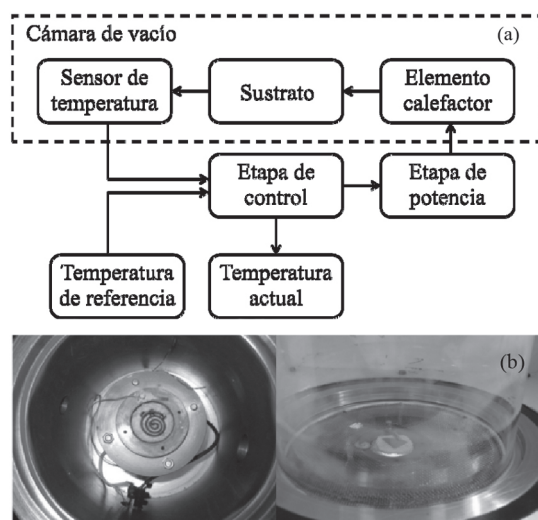 Cámara de vacío
(a)
Sensor de
temperatura
Sustrato
Elemento
calefactor
Etapa de
control
Etapa de
potencia
Temperatura
de referencia
Temperatura
actual
(b)